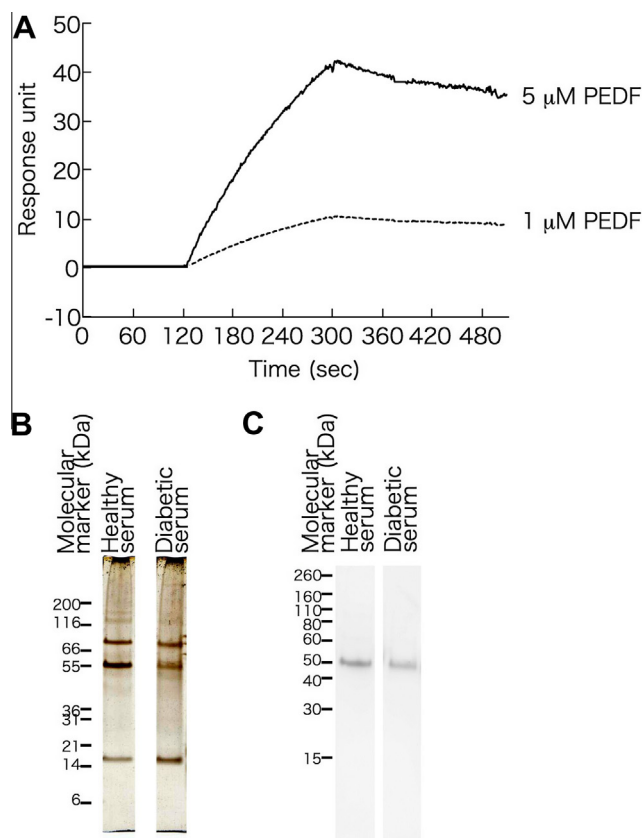 A
50
40
30
20
10
0
-10
Response unit
5 μM PEDF
1 μM PEDF
0 60 120 180 240 300 360 420 480
Time (sec)
B
Molecular
marker (kDa)
Healthy
serum
Diabetic
serum
200
116
66
55
36
31
21
14
6
C
Molecular
marker (kDa)
Healthy
serum
Diabetic
serum
260
160
110
80
60
50
40
30
15